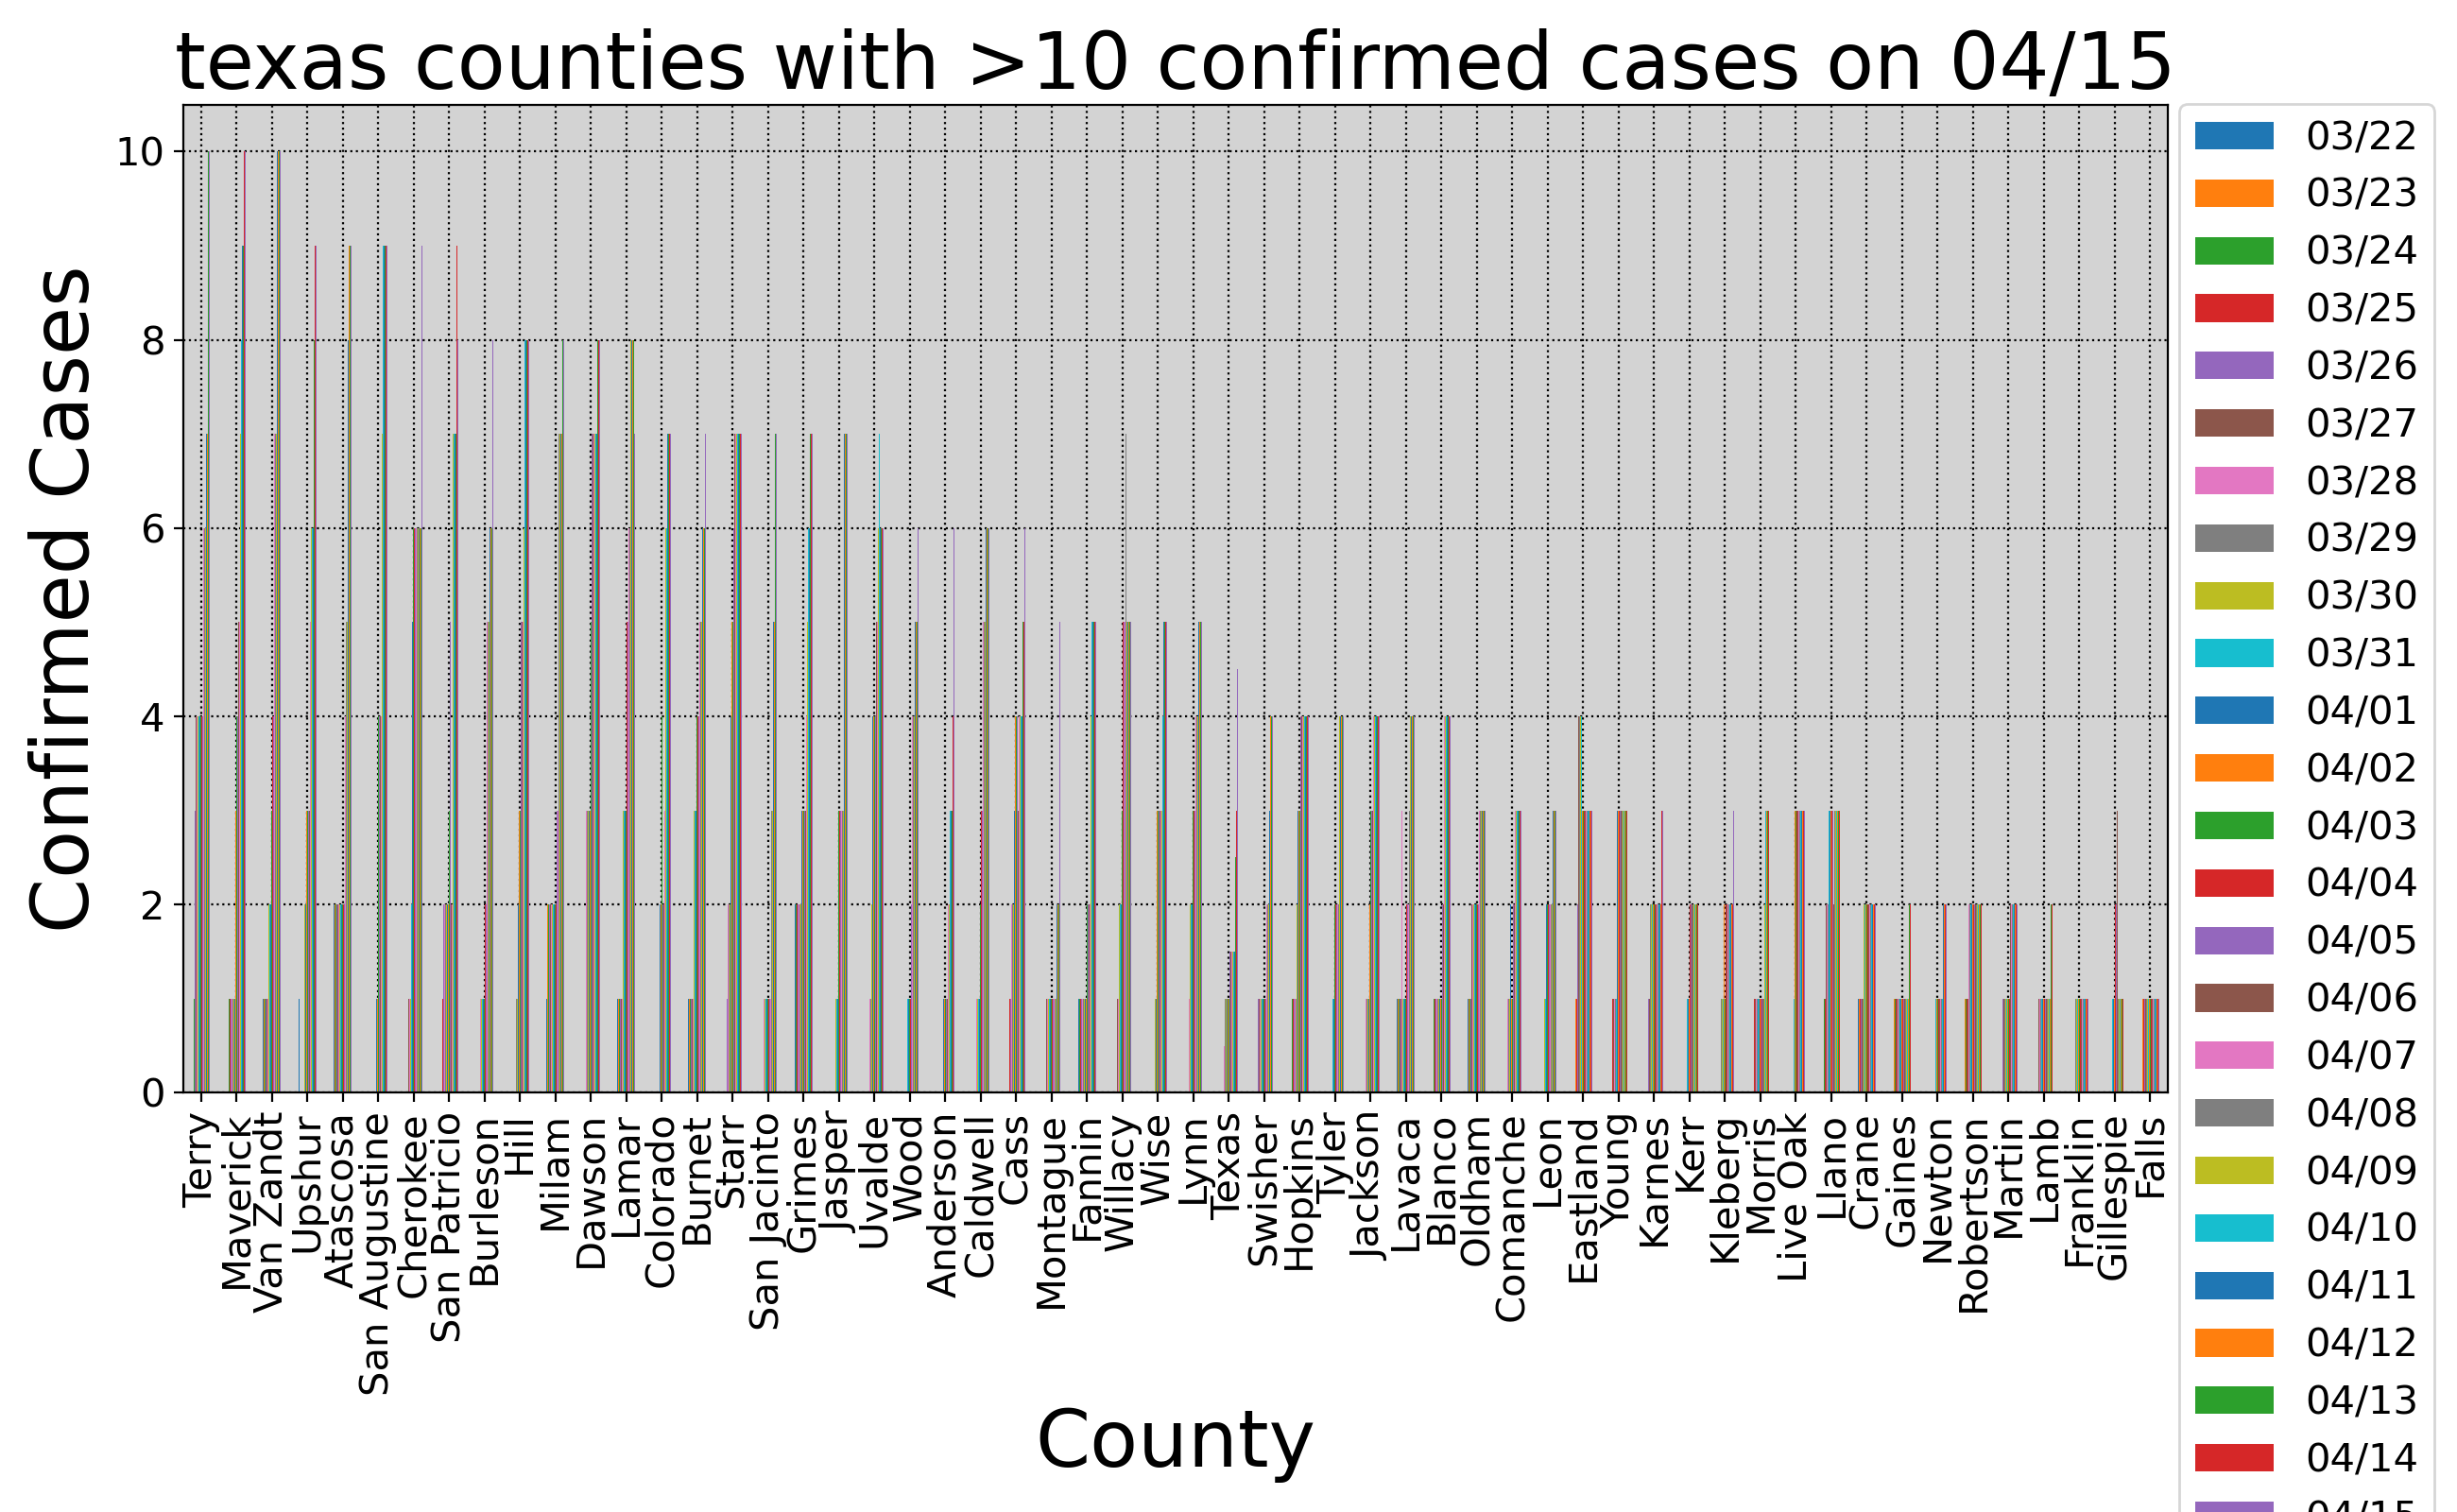 texas counties with >10 confirmed cases on 04/15
Confirmed Cases
10
8
6
4
2
0
Terry
Maverick
Van Zandt
Upshur
Atascosa
San Augustine
Cherokee
San Patricio
Burleson
Hill
Milam
Dawson
Lamar
Colorado
Burnet
Starr
San Jacinto
Grimes
Jasper
Uvalde
Wood
Anderson
Caldwell
Cass
Montague
Fannin
Willacy
Wise
Lynn
Texas
Swisher
Hopkins
Tyler
Jackson
Lavaca
Blanco
Oldham
Comanche
Leon
Eastland
Young
Karnes
Kerr
Kleberg
Morris
Live Oak
Llano
Crane
Gaines
Newton
Robertson
Martin
Lamb
Franklin
Gillespie
Falls
County
03/22
03/23
03/24
03/25
03/26
03/27
03/28
03/29
03/30
03/31
04/01
04/02
04/03
04/04
04/05
04/06
04/07
04/08
04/09
04/10
04/11
04/12
04/13
04/14
04/15